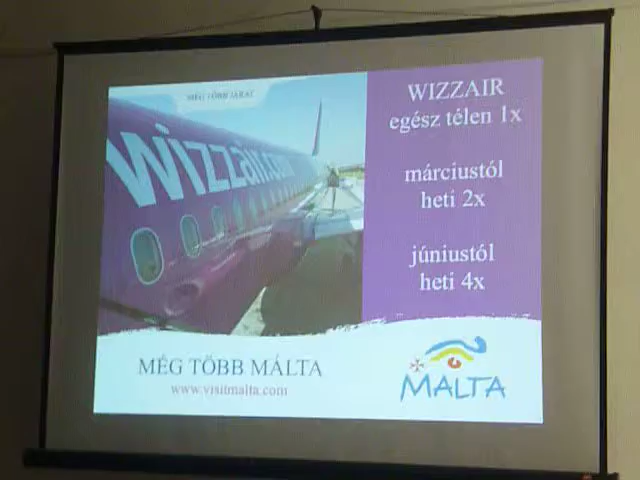 MÉG TÖBB JÁRAT
wizzair.com
WIZZAIR
egész télen 1x
márciustól
heti 2x
júniustól
heti 4x
MÉG TÖBB MÁLTA
www.visitmalta.com
MALTA